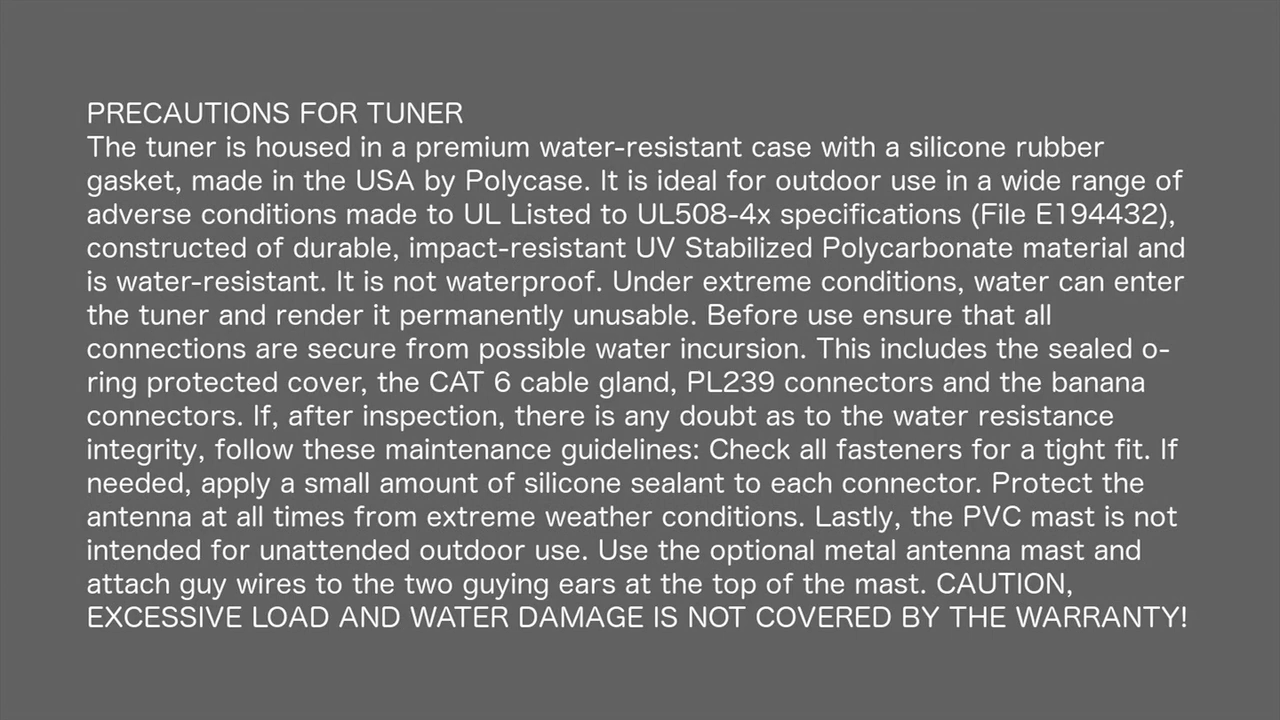 PRECAUTIONS FOR TUNER
The tuner is housed in a premium water-resistant case with a silicone rubber
gasket, made in the USA by Polycase. It is ideal for outdoor use in a wide range of
adverse conditions made to UL Listed to UL508-4x specifications (File E194432),
constructed of durable, impact-resistant UV Stabilized Polycarbonate material and
is water-resistant. It is not waterproof. Under extreme conditions, water can enter
the tuner and render it permanently unusable. Before use ensure that all
connections are secure from possible water incursion. This includes the sealed o-
ring protected cover, the CAT 6 cable gland, PL239 connectors and the banana
connectors. If, after inspection, there is any doubt as to the water resistance
integrity, follow these maintenance guidelines: Check all fasteners for a tight fit. If
needed, apply a small amount of silicone sealant to each connector. Protect the
antenna at all times from extreme weather conditions. Lastly, the PVC mast is not
intended for unattended outdoor use. Use the optional metal antenna mast and
attach guy wires to the two guying ears at the top of the mast. CAUTION,
EXCESSIVE LOAD AND WATER DAMAGE IS NOT COVERED BY THE WARRANTY!